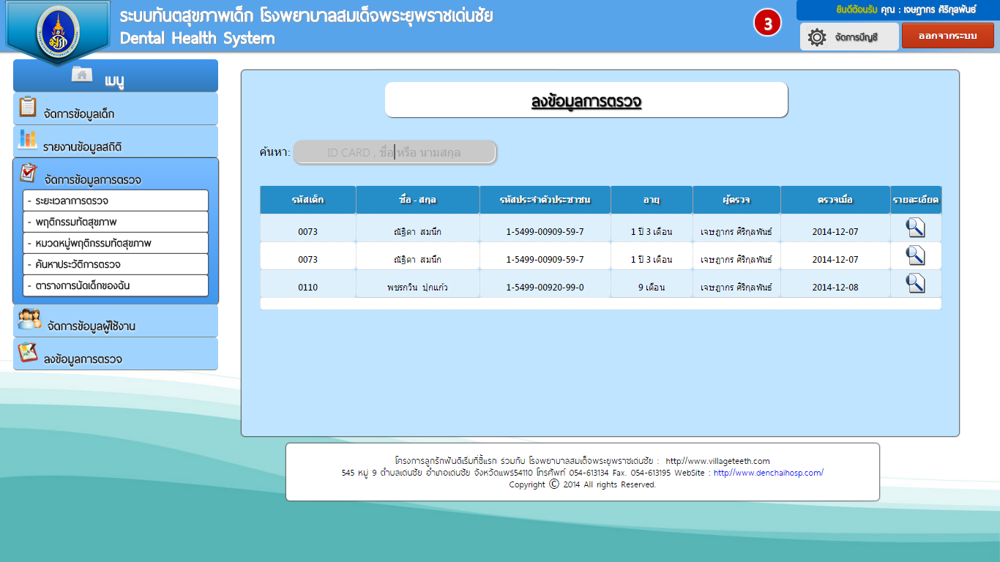 ระบบทันตสุขภาพเด็ก โรงพยาบาลสมเด็จพระยุพราชเด่นชัย
Dental Health System
3
ยินดีต้อนรับ คุณ : เจษฎากร ศิริกุลพันธ์
จัดการบัญชี
ออกจากระบบ
เมนู
จัดการข้อมูลเด็ก
รายงานข้อมูลสถิติ
จัดการข้อมูลการตรวจ
- ระยะเวลาการตรวจ
- พฤติกรรมทัตสุขภาพ
- หมวดหมู่พฤติกรรมทัตสุขภาพ
- ค้นหาประวัติการตรวจ
- ตารางการนัดเด็กของฉัน
จัดการข้อมูลผู้ใช้งาน
ลงข้อมูลการตรวจ
ลงข้อมูลการตรวจ
ค้นหา: ID CARD , ชื่อ หรือ นามสกุล
รหัสเด็ก ชื่อ - สกุล รหัสประจำตัวประชาชน อายุ ผู้ตรวจ ตรวจเมื่อ รายละเอียด
0073 ณัฐิดา สมนึก 1-5499-00909-59-7 1 ปี 3 เดือน เจษฎากร ศิริกุลพันธ์ 2014-12-07
0073 ณัฐิดา สมนึก 1-5499-00909-59-7 1 ปี 3 เดือน เจษฎากร ศิริกุลพันธ์ 2014-12-07
0110 พชรกวิน ปุกแก้ว 1-5499-00920-99-0 9 เดือน เจษฎากร ศิริกุลพันธ์ 2014-12-08
โครงการลูกรักฟันดีเริ่มที่ซี่แรก ร่วมกับ โรงพยาบาลสมเด็จพระยุพราชเด่นชัย : http://www.villageteeth.com
545 หมู่ 9 ตำบลเด่นชัย อำเภอเด่นชัย จังหวัดแพร่54110 โทรศัพท์ 054-613134 Fax. 054-613195 WebSite : http://www.denchaihosp.com/
Copyright © 2014 All rights Reserved.